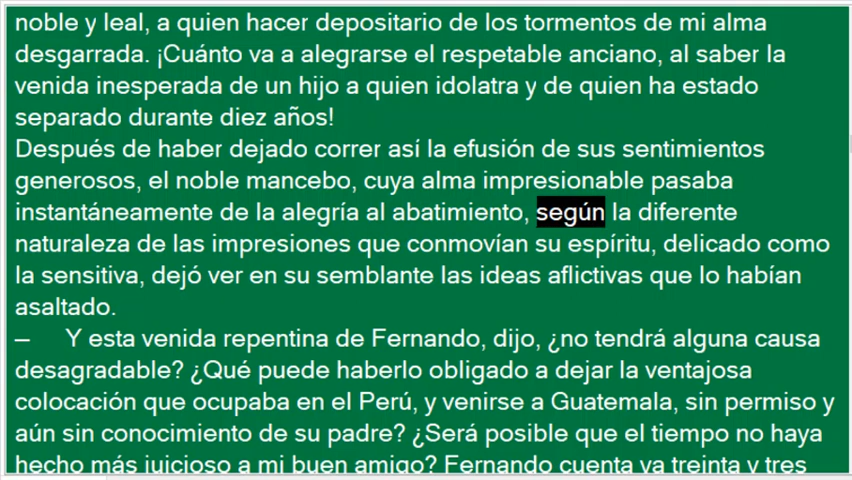 noble y leal, a quien hacer depositario de los tormentos de mi alma
desgarrada. ¡Cuánto va a alegrarse el respetable anciano, al saber la
venida inesperada de un hijo a quien idolatra y de quien ha estado
separado durante diez años!
Después de haber dejado correr así la efusión de sus sentimientos
generosos, el noble mancebo, cuya alma impresionable pasaba
instantáneamente de la alegría al abatimiento, según la diferente
naturaleza de las impresiones que conmovían su espíritu, delicado como
la sensitiva, dejó ver en su semblante las ideas aflictivas que lo habían
asaltado.
– Y esta venida repentina de Fernando, dijo, ¿no tendrá alguna causa
desagradable? ¿Qué puede haberlo obligado a dejar la ventajosa
colocación que ocupaba en el Perú, y venirse a Guatemala, sin permiso y
aún sin conocimiento de su padre? ¿Será posible que el tiempo no haya
hecho más juicioso a mi buen amigo? Fernando cuenta ya treinta y tres